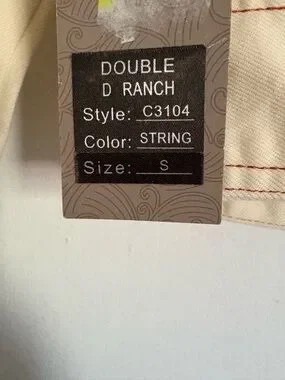 DOUBLE
D RANCH
Style: C3104
Color: STRING
Size: S